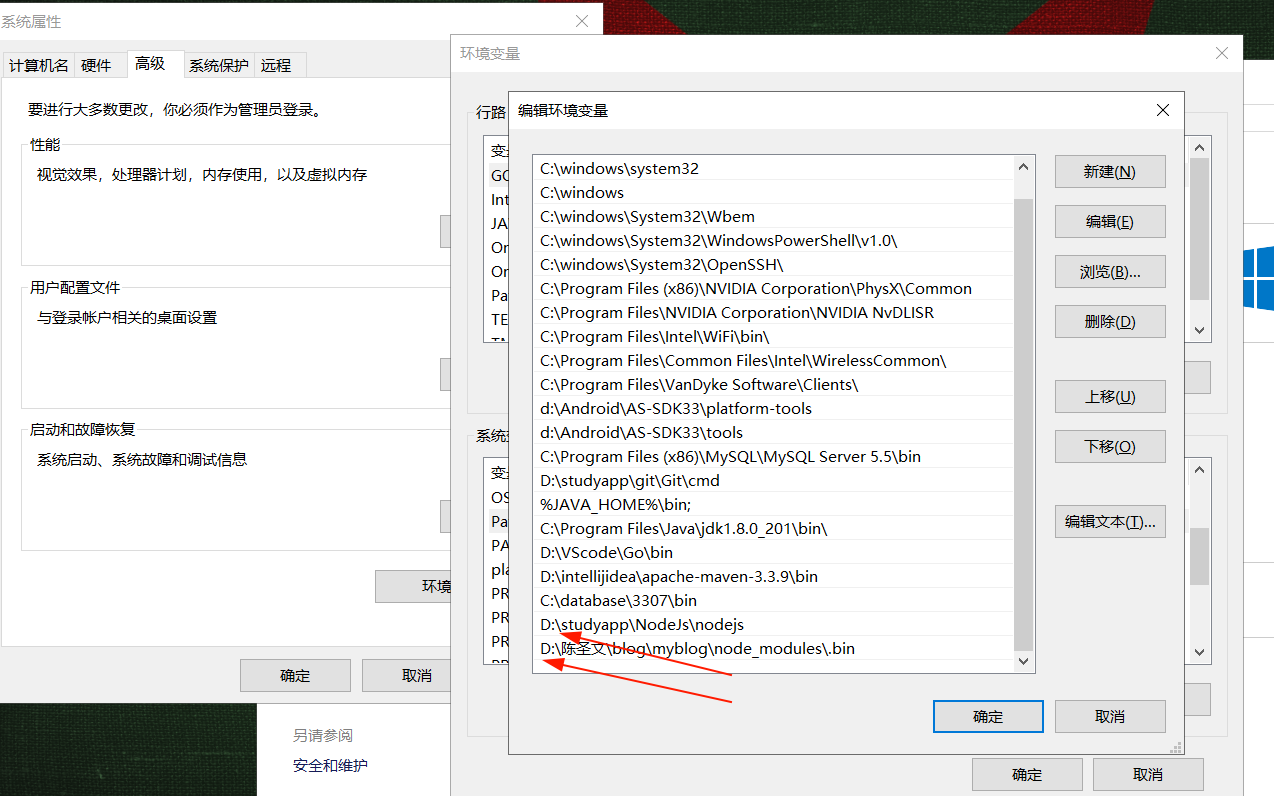 系统属性
计算机名
硬件
高级
系统保护
远程
要进行大多数更改，你必须作为管理员登录。
性能
视觉效果，处理器计划，内存使用，以及虚拟内存
用户配置文件
与登录帐户相关的桌面设置
启动和故障恢复
系统启动、系统故障和调试信息
环境
确定
取消
另请参阅
安全和维护
环境变量
行路
GO
Int
JA
On
On
Pa
TE
系统
OS
Pa
PA
pla
PR
PR
PR
编辑环境变量
C:\windows\system32
C:\windows
C:\windows\System32\Wbem
C:\windows\System32\WindowsPowerShell\v1.0\
C:\windows\System32\OpenSSH\
C:\Program Files (x86)\NVIDIA Corporation\PhysX\Common
C:\Program Files\NVIDIA Corporation\NVIDIA NvDLISR
C:\Program Files\Intel\WiFi\bin\
C:\Program Files\Common Files\Intel\WirelessCommon\
C:\Program Files\VanDyke Software\Clients\
d:\Android\AS-SDK33\platform-tools
d:\Android\AS-SDK33\tools
C:\Program Files (x86)\MySQL\MySQL Server 5.5\bin
D:\studyapp\git\Git\cmd
%JAVA_HOME%\bin;
C:\Program Files\Java\jdk1.8.0_201\bin\
D:\VScode\Go\bin
D:\intellijidea\apache-maven-3.3.9\bin
C:\database\3307\bin
D:\studyapp\NodeJs\nodejs
D:\陈圣文\blog\myblog\node_modules\.bin
新建(N)
编辑(E)
浏览(B)...
删除(D)
上移(U)
下移(O)
编辑文本(T)...
确定
取消
确定
取消